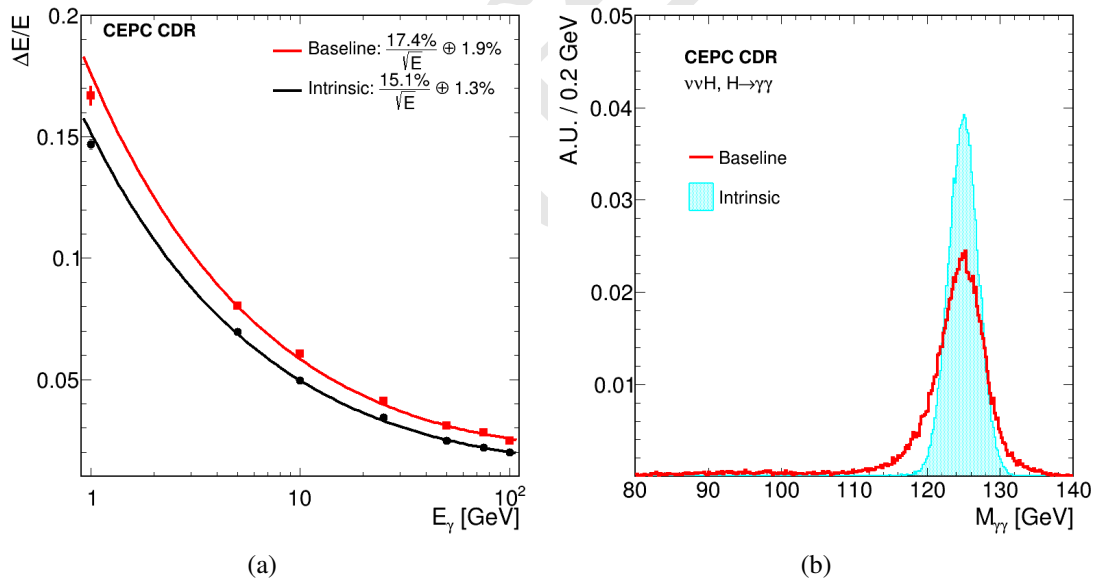 CEPC CDR
Baseline: 17.4%/√E ⊕ 1.9%
Intrinsic: 15.1%/√E ⊕ 1.3%
ΔE/E
0.2
0.15
0.1
0.05
1 10 10²
Eγ [GeV]
(a)
CEPC CDR
ννH, H→γγ
Baseline
Intrinsic
A.U. / 0.2 GeV
0.05
0.04
0.03
0.02
0.01
80 90 100 110 120 130 140
Mγγ [GeV]
(b)